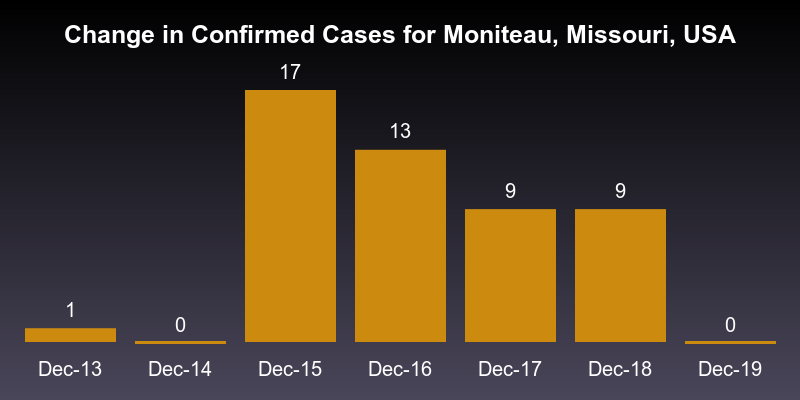 Change in Confirmed Cases for Moniteau, Missouri, USA
17
13
9
9
1
0
0
Dec-13
Dec-14
Dec-15
Dec-16
Dec-17
Dec-18
Dec-19